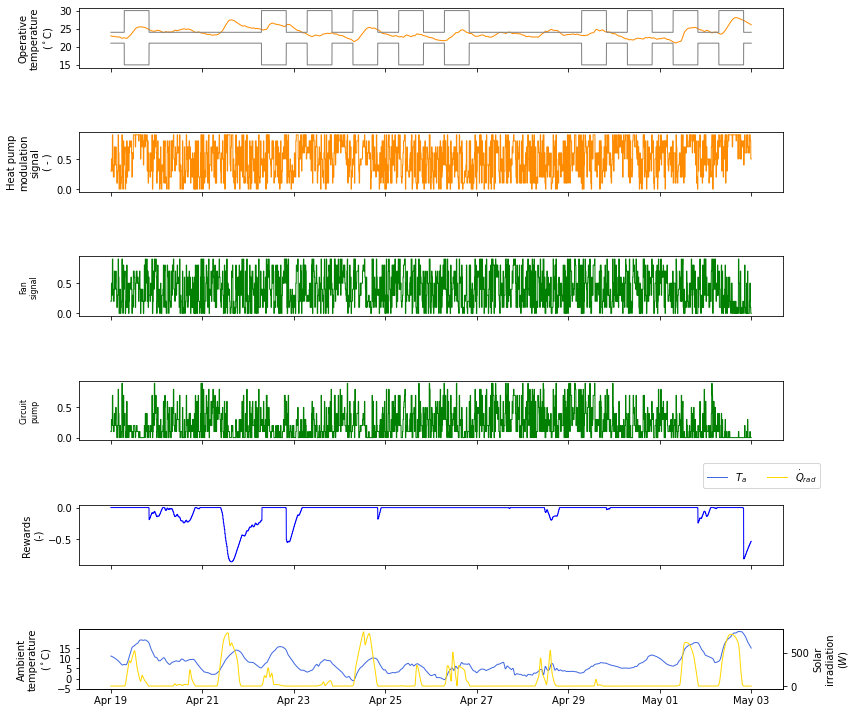 Operative
temperature
(°C)
30
25
20
15
Heat pump
modulation
signal
( - )
0.5
0.0
Fan
signal
0.5
0.0
Circuit
pump
0.5
0.0
T_a
Q̇_rad
Rewards
(-)
0.0
−0.5
Ambient
temperature
(°C)
15
10
5
0
−5
500
0
Solar
irradiation
(W)
Apr 19
Apr 21
Apr 23
Apr 25
Apr 27
Apr 29
May 01
May 03